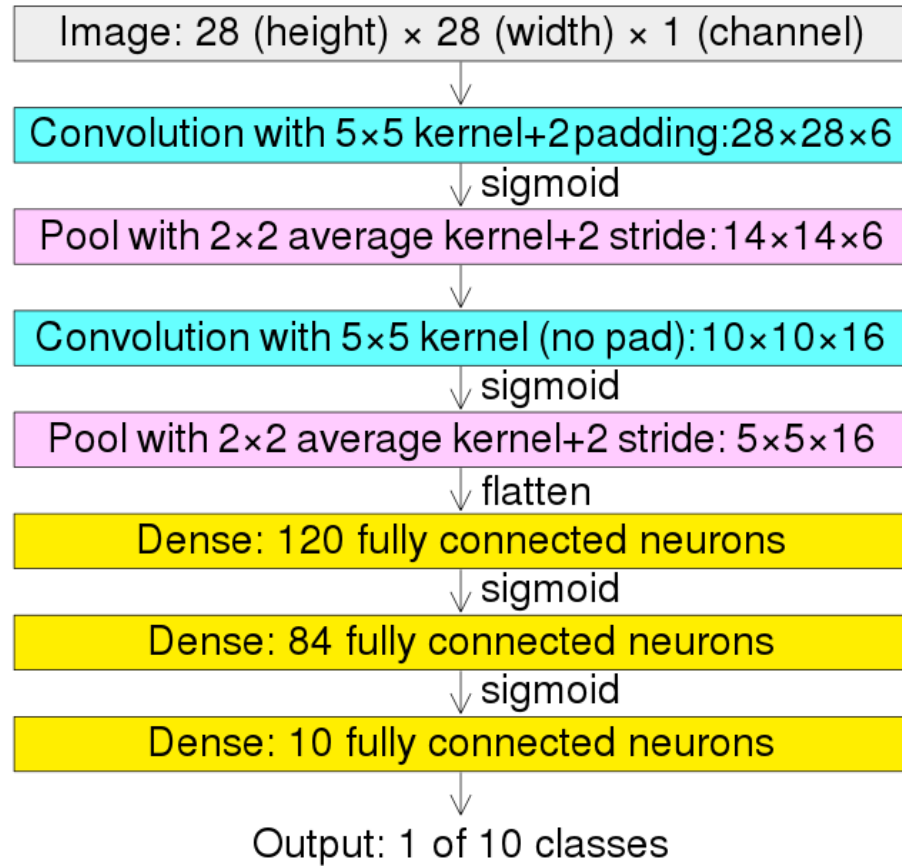 Image: 28 (height) × 28 (width) × 1 (channel)
Convolution with 5×5 kernel+2padding:28×28×6
sigmoid
Pool with 2×2 average kernel+2 stride:14×14×6
Convolution with 5×5 kernel (no pad):10×10×16
sigmoid
Pool with 2×2 average kernel+2 stride: 5×5×16
flatten
Dense: 120 fully connected neurons
sigmoid
Dense: 84 fully connected neurons
sigmoid
Dense: 10 fully connected neurons
Output: 1 of 10 classes